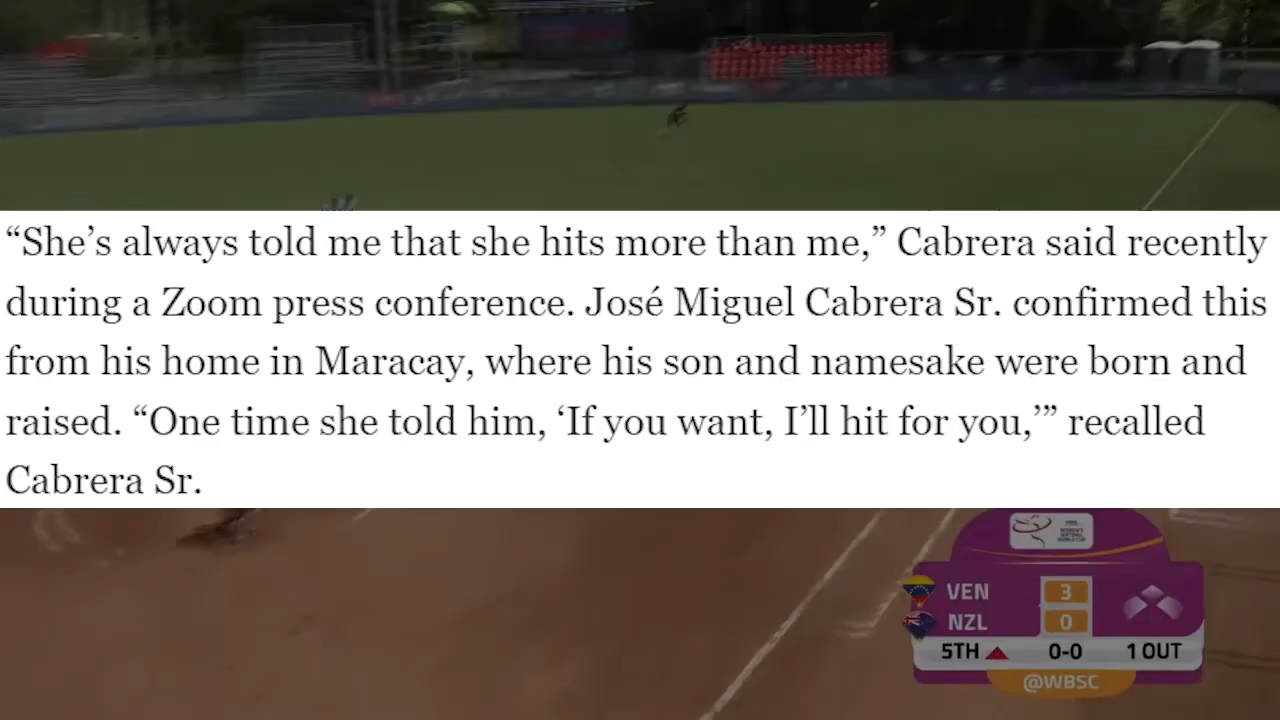 “She’s always told me that she hits more than me,” Cabrera said recently
during a Zoom press conference. José Miguel Cabrera Sr. confirmed this
from his home in Maracay, where his son and namesake were born and
raised. “One time she told him, ‘If you want, I’ll hit for you,’” recalled
Cabrera Sr.
VEN 3
NZL 0
5TH 0-0 1 OUT
@WBSC